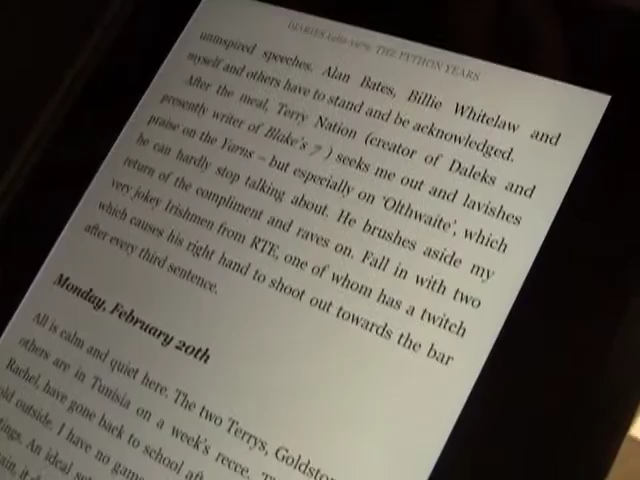 DIARIES 1969-1979: THE PYTHON YEARS
uninspired speeches. Alan Bates, Billie Whitelaw and
myself and others have to stand and be acknowledged.
After the meal, Terry Nation (creator of Daleks and
presently writer of Blake's 7 ) seeks me out and lavishes
praise on the Yarns – but especially on 'Olthwaite', which
he can hardly stop talking about. He brushes aside my
return of the compliment and raves on. Fall in with two
very jokey Irishmen from RTE, one of whom has a twitch
which causes his right hand to shoot out towards the bar
after every third sentence.
Monday, February 20th
All is calm and quiet here. The two Terrys, Goldsto
others are in Tunisia on a week's recce.
Rachel, have gone back to school
outside. I have no
An ideal